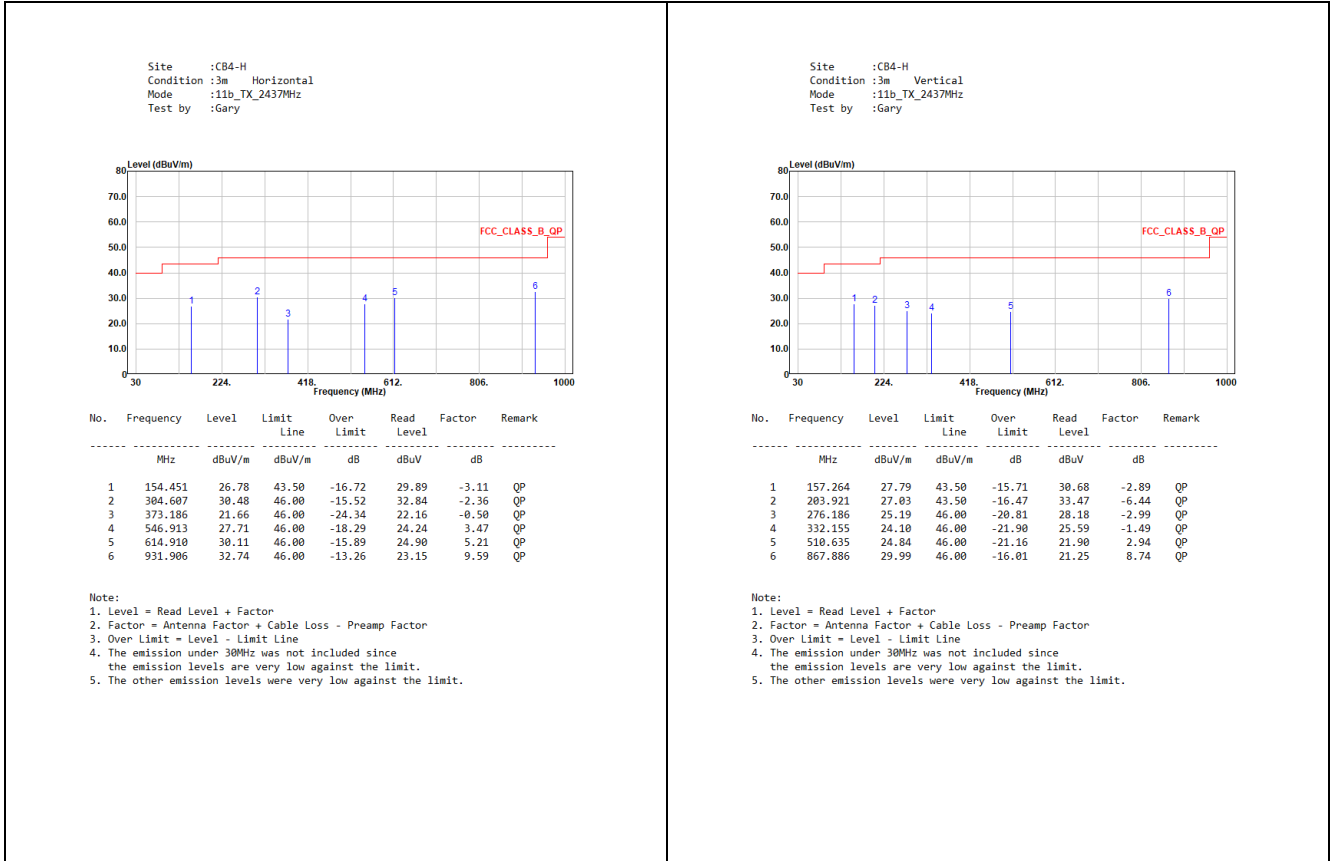 Site :CB4-H
Condition :3m Horizontal
Mode :11b_TX_2437MHz
Test by :Gary
Level (dBuV/m)
80
70.0
60.0
FCC_CLASS_B_QP
50.0
40.0
30.0
20.0
10.0
0
1 2 3 4 5 6
30 224. 418. 612. 806. 1000
Frequency (MHz)
No. Frequency Level Limit Over Read Factor Remark
Line Limit Level
------ ----------- -------- -------- -------- -------- -------- ---------
MHz dBuV/m dBuV/m dB dBuV dB
1 154.451 26.78 43.50 -16.72 29.89 -3.11 QP
2 304.607 30.48 46.00 -15.52 32.84 -2.36 QP
3 373.186 21.66 46.00 -24.34 22.16 -0.50 QP
4 546.913 27.71 46.00 -18.29 24.24 3.47 QP
5 614.910 30.11 46.00 -15.89 24.90 5.21 QP
6 931.906 32.74 46.00 -13.26 23.15 9.59 QP
Note:
1. Level = Read Level + Factor
2. Factor = Antenna Factor + Cable Loss - Preamp Factor
3. Over Limit = Level - Limit Line
4. The emission under 30MHz was not included since
the emission levels are very low against the limit.
5. The other emission levels were very low against the limit.
Site :CB4-H
Condition :3m Vertical
Mode :11b_TX_2437MHz
Test by :Gary
Level (dBuV/m)
80
70.0
60.0
FCC_CLASS_B_QP
50.0
40.0
30.0
20.0
10.0
0
1 2 3 4 5 6
30 224. 418. 612. 806. 1000
Frequency (MHz)
No. Frequency Level Limit Over Read Factor Remark
Line Limit Level
------ ----------- -------- -------- -------- -------- -------- ---------
MHz dBuV/m dBuV/m dB dBuV dB
1 157.264 27.79 43.50 -15.71 30.68 -2.89 QP
2 203.921 27.03 43.50 -16.47 33.47 -6.44 QP
3 276.186 25.19 46.00 -20.81 28.18 -2.99 QP
4 332.155 24.10 46.00 -21.90 25.59 -1.49 QP
5 510.635 24.84 46.00 -21.16 21.90 2.94 QP
6 867.886 29.99 46.00 -16.01 21.25 8.74 QP
Note:
1. Level = Read Level + Factor
2. Factor = Antenna Factor + Cable Loss - Preamp Factor
3. Over Limit = Level - Limit Line
4. The emission under 30MHz was not included since
the emission levels are very low against the limit.
5. The other emission levels were very low against the limit.